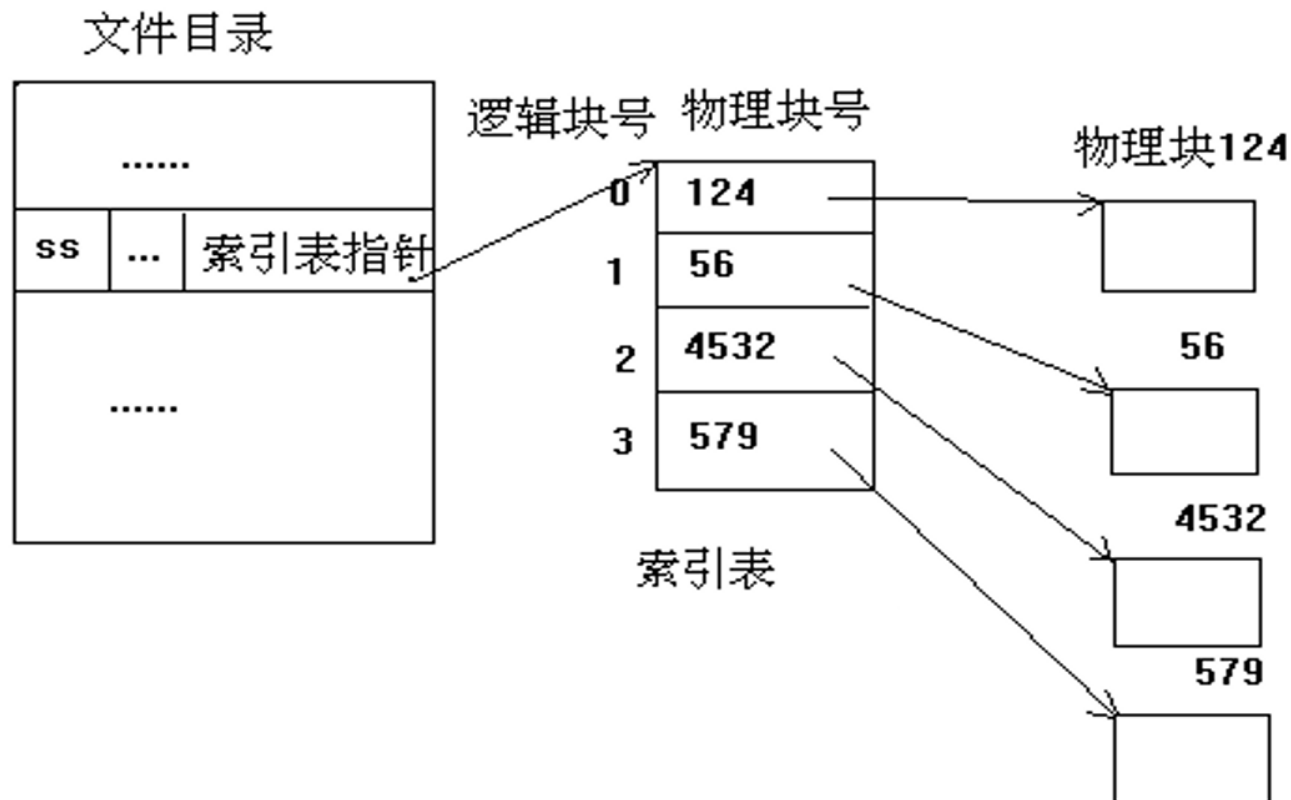 文件目录
......
ss ... 索引表指针
......
逻辑块号 物理块号
0 124
1 56
2 4532
3 579
索引表
物理块124
56
4532
579